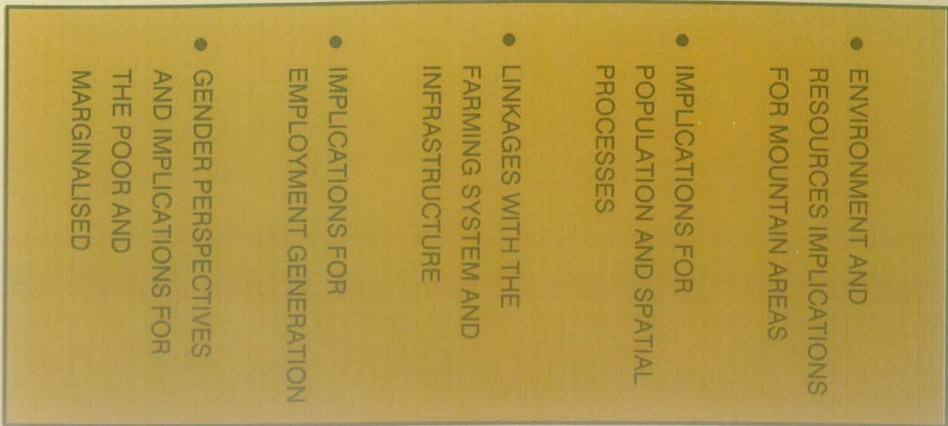 ● ENVIRONMENT AND
RESOURCES IMPLICATIONS
FOR MOUNTAIN AREAS
● IMPLICATIONS FOR
POPULATION AND SPATIAL
PROCESSES
● LINKAGES WITH THE
FARMING SYSTEM AND
INFRASTRUCTURE
● IMPLICATIONS FOR
EMPLOYMENT GENERATION
● GENDER PERSPECTIVES
AND IMPLICATIONS FOR
THE POOR AND
MARGINALISED